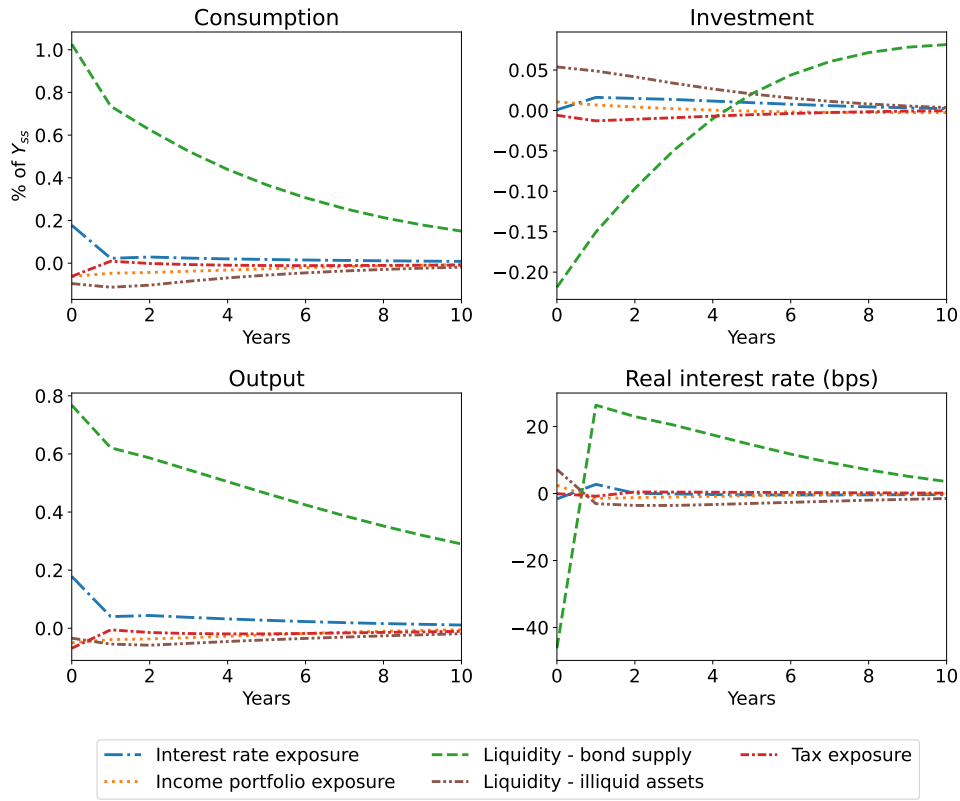 Consumption
Investment
% of Y_ss
1.0
0.8
0.6
0.4
0.2
0.0
0 2 4 6 8 10
Years
0.05
0.00
−0.05
−0.10
−0.15
−0.20
0 2 4 6 8 10
Years
Output
Real interest rate (bps)
0.8
0.6
0.4
0.2
0.0
0 2 4 6 8 10
Years
20
0
−20
−40
0 2 4 6 8 10
Years
Interest rate exposure
Income portfolio exposure
Liquidity - bond supply
Liquidity - illiquid assets
Tax exposure